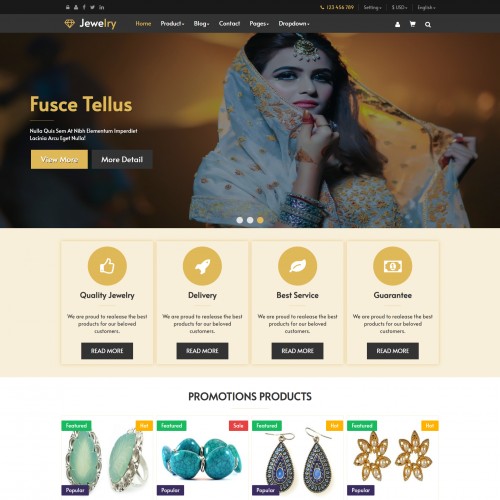 123 456 789 Setting $ USD English
Jewelry Home Product Blog Contact Pages Dropdown
Fusce Tellus
Nulla Quis Sem At Nibh Elementum Imperdiet
Lacinia Arcu Eget Nulla!
View More More Detail
Quality Jewelry Delivery Best Service Guarantee
We are proud to realease the best We are proud to realease the best We are proud to realease the best We are proud to realease the best
products for our beloved products for our beloved products for our beloved products for our beloved
customers. customers. customers. customers.
READ MORE READ MORE READ MORE READ MORE
PROMOTIONS PRODUCTS
Featured Hot Featured Sale Featured Hot Featured Hot
Popular Popular Popular